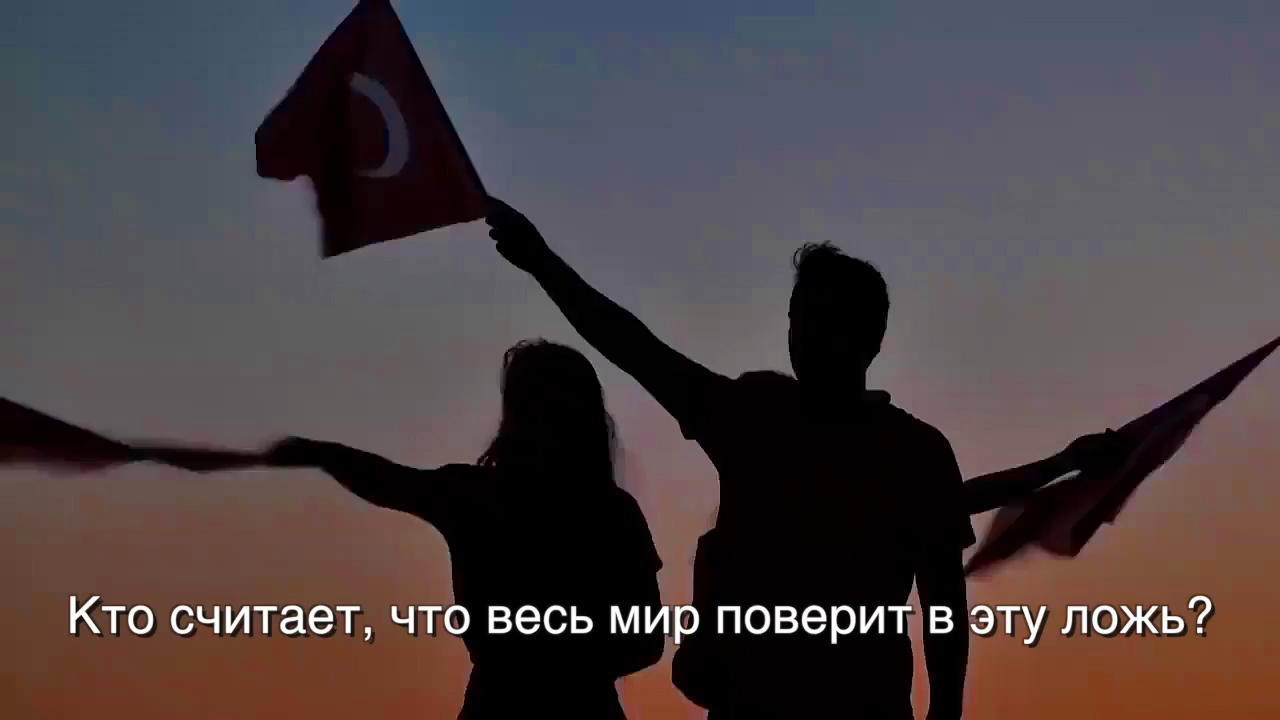 Кто считает, что весь мир поверит в эту ложь?